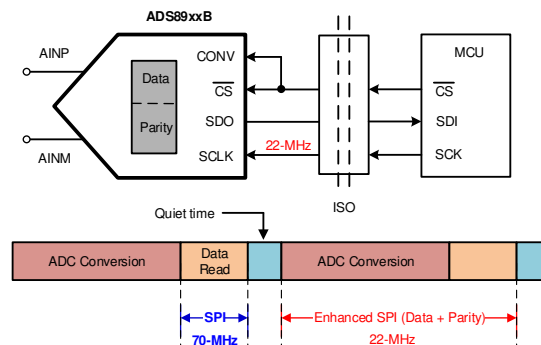 ADS89xxB
AINP
AINM
Data
Parity
CONV
CS
SDO
SCLK
22-MHz
ISO
MCU
CS
SDI
SCK
Quiet time
ADC Conversion
Data
Read
ADC Conversion
SPI
70-MHz
Enhanced SPI (Data + Parity)
22-MHz